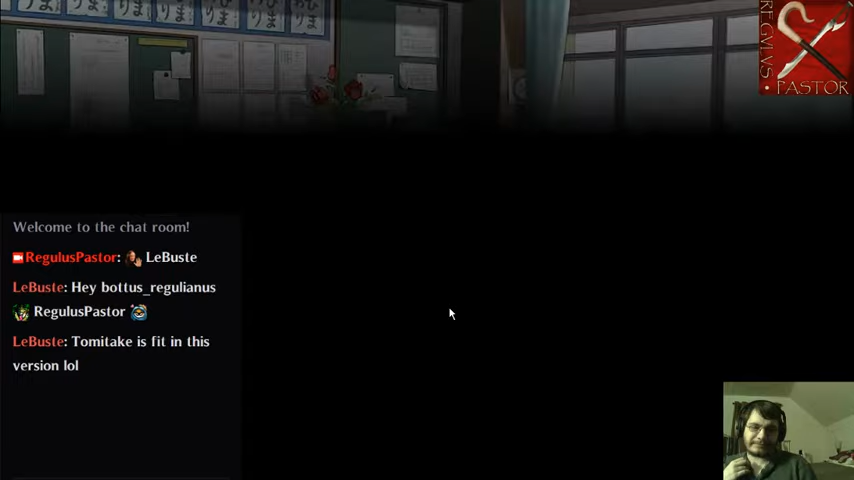 REGVLVS
• PASTOR
Welcome to the chat room!
RegulusPastor: LeBuste
LeBuste: Hey bottus_regulianus
RegulusPastor
LeBuste: Tomitake is fit in this
version lol